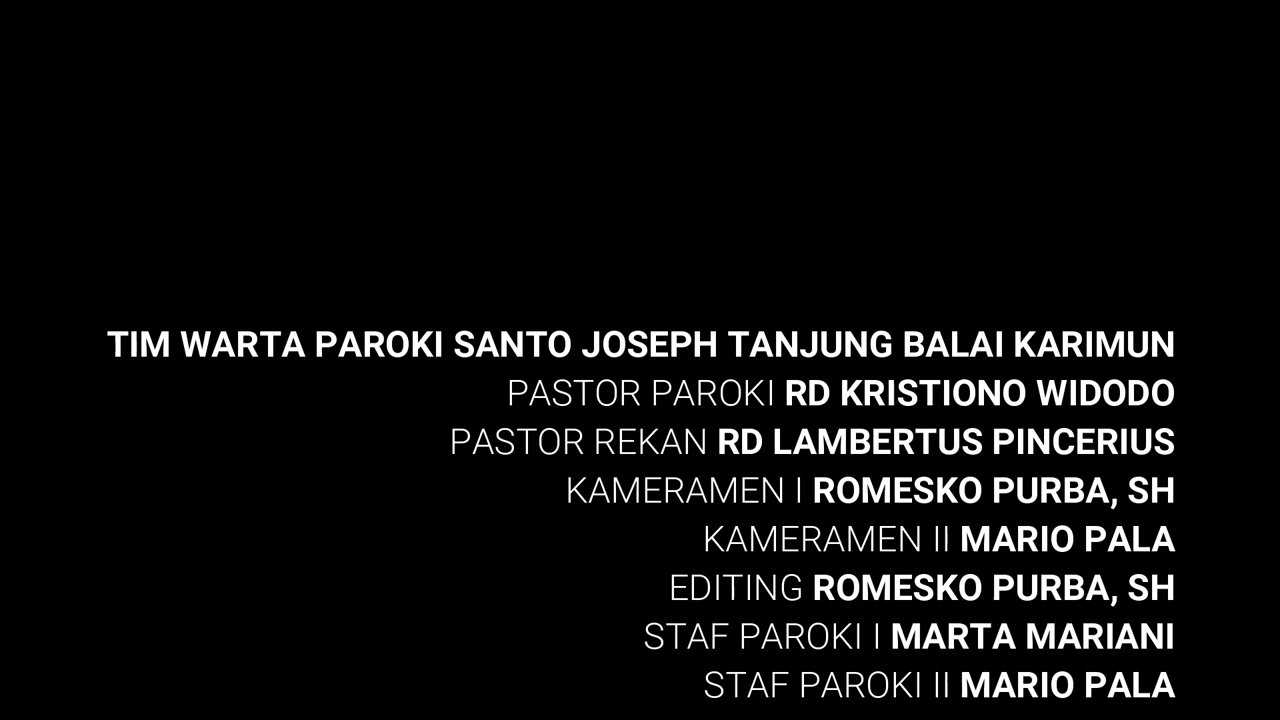 TIM WARTA PAROKI SANTO JOSEPH TANJUNG BALAI KARIMUN
PASTOR PAROKI RD KRISTIONO WIDODO
PASTOR REKAN RD LAMBERTUS PINCERIUS
KAMERAMEN I ROMESKO PURBA, SH
KAMERAMEN II MARIO PALA
EDITING ROMESKO PURBA, SH
STAF PAROKI I MARTA MARIANI
STAF PAROKI II MARIO PALA